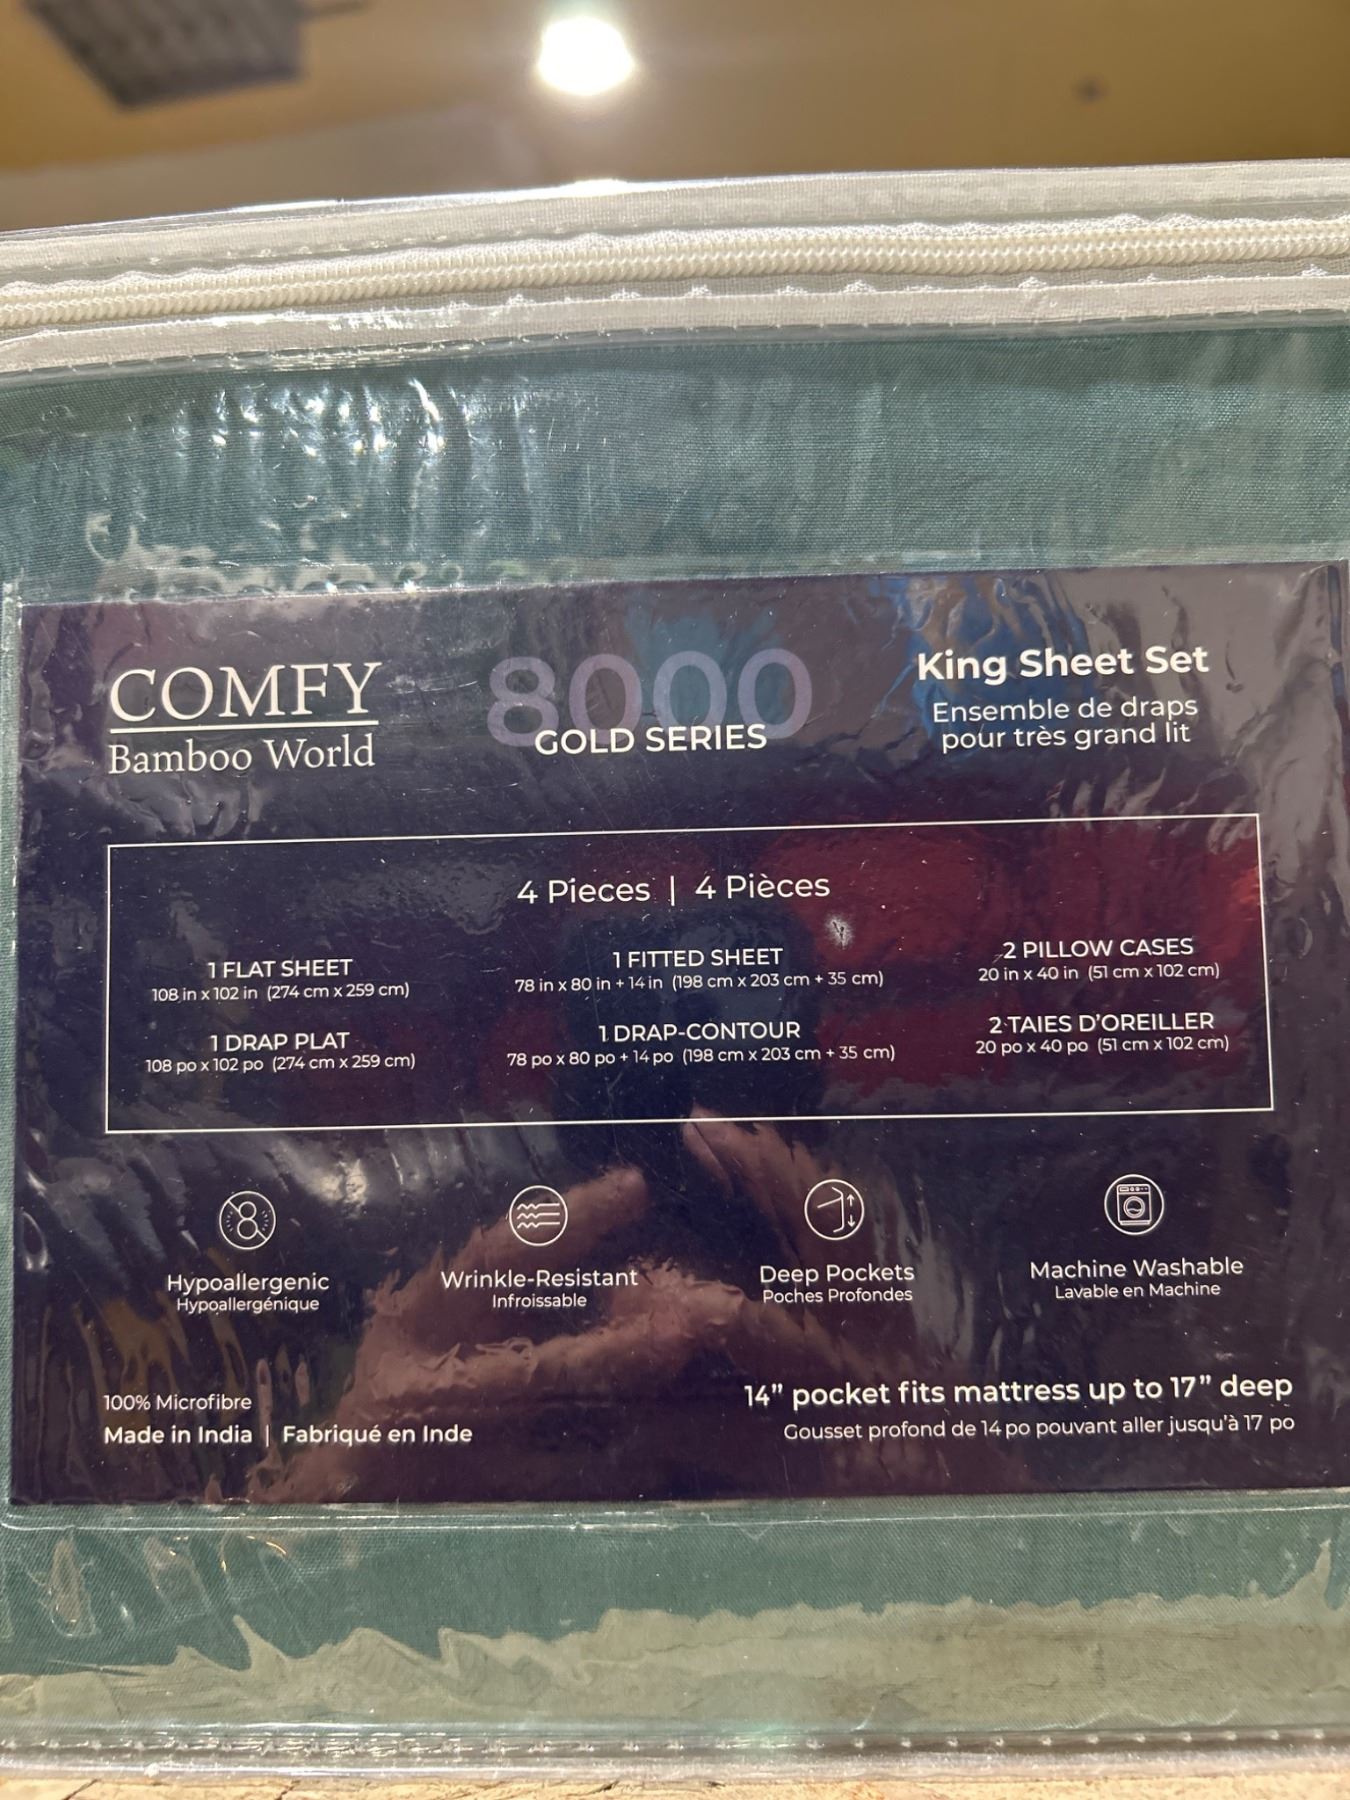 COMFY
Bamboo World
8000
GOLD SERIES
King Sheet Set
Ensemble de draps
pour très grand lit
4 Pieces | 4 Pièces
1 FLAT SHEET
108 in x 102 in (274 cm x 259 cm)
1 DRAP PLAT
108 po x 102 po (274 cm x 259 cm)
1 FITTED SHEET
78 in x 80 in + 14 in (198 cm x 203 cm + 35 cm)
1 DRAP-CONTOUR
78 po x 80 po + 14 po (198 cm x 203 cm + 35 cm)
2 PILLOW CASES
20 in x 40 in (51 cm x 102 cm)
2 TAIES D'OREILLER
20 po x 40 po (51 cm x 102 cm)
Hypoallergenic
Hypoallergénique
Wrinkle-Resistant
Infroissable
Deep Pockets
Poches Profondes
Machine Washable
Lavable en Machine
100% Microfibre
Made in India | Fabriqué en Inde
14" pocket fits mattress up to 17" deep
Gousset profond de 14 po pouvant aller jusqu'à 17 po